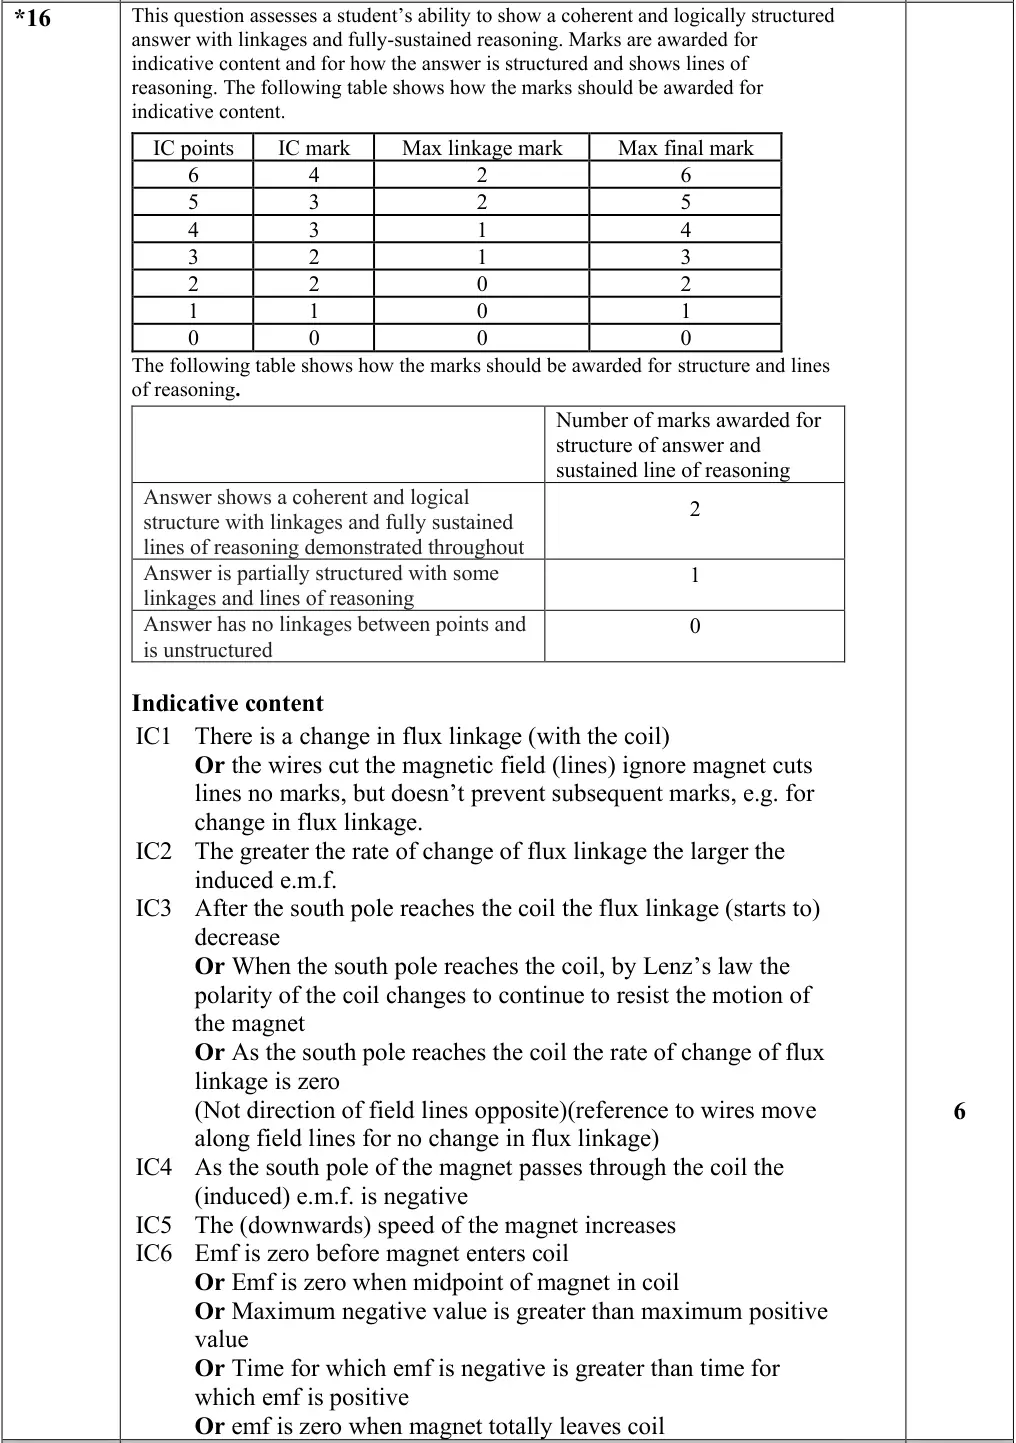 *16
This question assesses a student’s ability to show a coherent and logically structured
answer with linkages and fully-sustained reasoning. Marks are awarded for
indicative content and for how the answer is structured and shows lines of
reasoning. The following table shows how the marks should be awarded for
indicative content.
IC points IC mark Max linkage mark Max final mark
6 4 2 6
5 3 2 5
4 3 1 4
3 2 1 3
2 2 0 2
1 1 0 1
0 0 0 0
The following table shows how the marks should be awarded for structure and lines
of reasoning.
Number of marks awarded for
structure of answer and
sustained line of reasoning
Answer shows a coherent and logical
structure with linkages and fully sustained
lines of reasoning demonstrated throughout
2
Answer is partially structured with some
linkages and lines of reasoning
1
Answer has no linkages between points and
is unstructured
0
Indicative content
IC1 There is a change in flux linkage (with the coil)
Or the wires cut the magnetic field (lines) ignore magnet cuts
lines no marks, but doesn’t prevent subsequent marks, e.g. for
change in flux linkage.
IC2 The greater the rate of change of flux linkage the larger the
induced e.m.f.
IC3 After the south pole reaches the coil the flux linkage (starts to)
decrease
Or When the south pole reaches the coil, by Lenz’s law the
polarity of the coil changes to continue to resist the motion of
the magnet
Or As the south pole reaches the coil the rate of change of flux
linkage is zero
(Not direction of field lines opposite)(reference to wires move
along field lines for no change in flux linkage)
IC4 As the south pole of the magnet passes through the coil the
(induced) e.m.f. is negative
IC5 The (downwards) speed of the magnet increases
IC6 Emf is zero before magnet enters coil
Or Emf is zero when midpoint of magnet in coil
Or Maximum negative value is greater than maximum positive
value
Or Time for which emf is negative is greater than time for
which emf is positive
Or emf is zero when magnet totally leaves coil
6